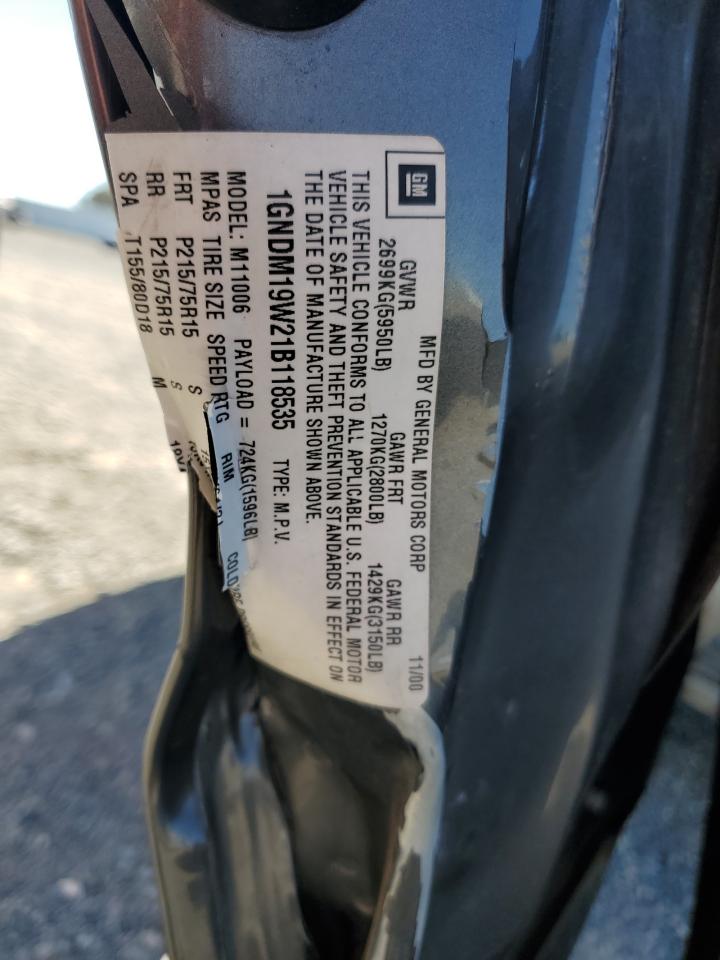 GM
MFD BY GENERAL MOTORS CORP 11/00
GVWR GAWR FRT GAWR RR
2699KG(5950LB) 1270KG(2800LB) 1429KG(3150LB)
THIS VEHICLE CONFORMS TO ALL APPLICABLE U.S. FEDERAL MOTOR
VEHICLE SAFETY AND THEFT PREVENTION STANDARDS IN EFFECT ON
THE DATE OF MANUFACTURE SHOWN ABOVE.
1GNDM19W21B118535 TYPE: M.P.V.
MODEL: M11006 PAYLOAD = 724KG(1596LB)
MPAS TIRE SIZE SPEED RTG RIM COLD
FRT P215/75R15 S
RR P215/75R15 S
SPA T155/80D18 M